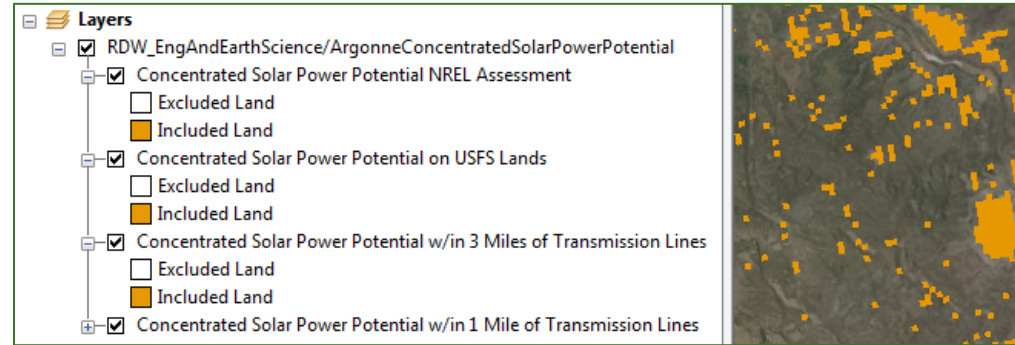 Layers
RDW_EngAndEarthScience/ArgonneConcentratedSolarPowerPotential
Concentrated Solar Power Potential NREL Assessment
Excluded Land
Included Land
Concentrated Solar Power Potential on USFS Lands
Excluded Land
Included Land
Concentrated Solar Power Potential w/in 3 Miles of Transmission Lines
Excluded Land
Included Land
Concentrated Solar Power Potential w/in 1 Mile of Transmission Lines